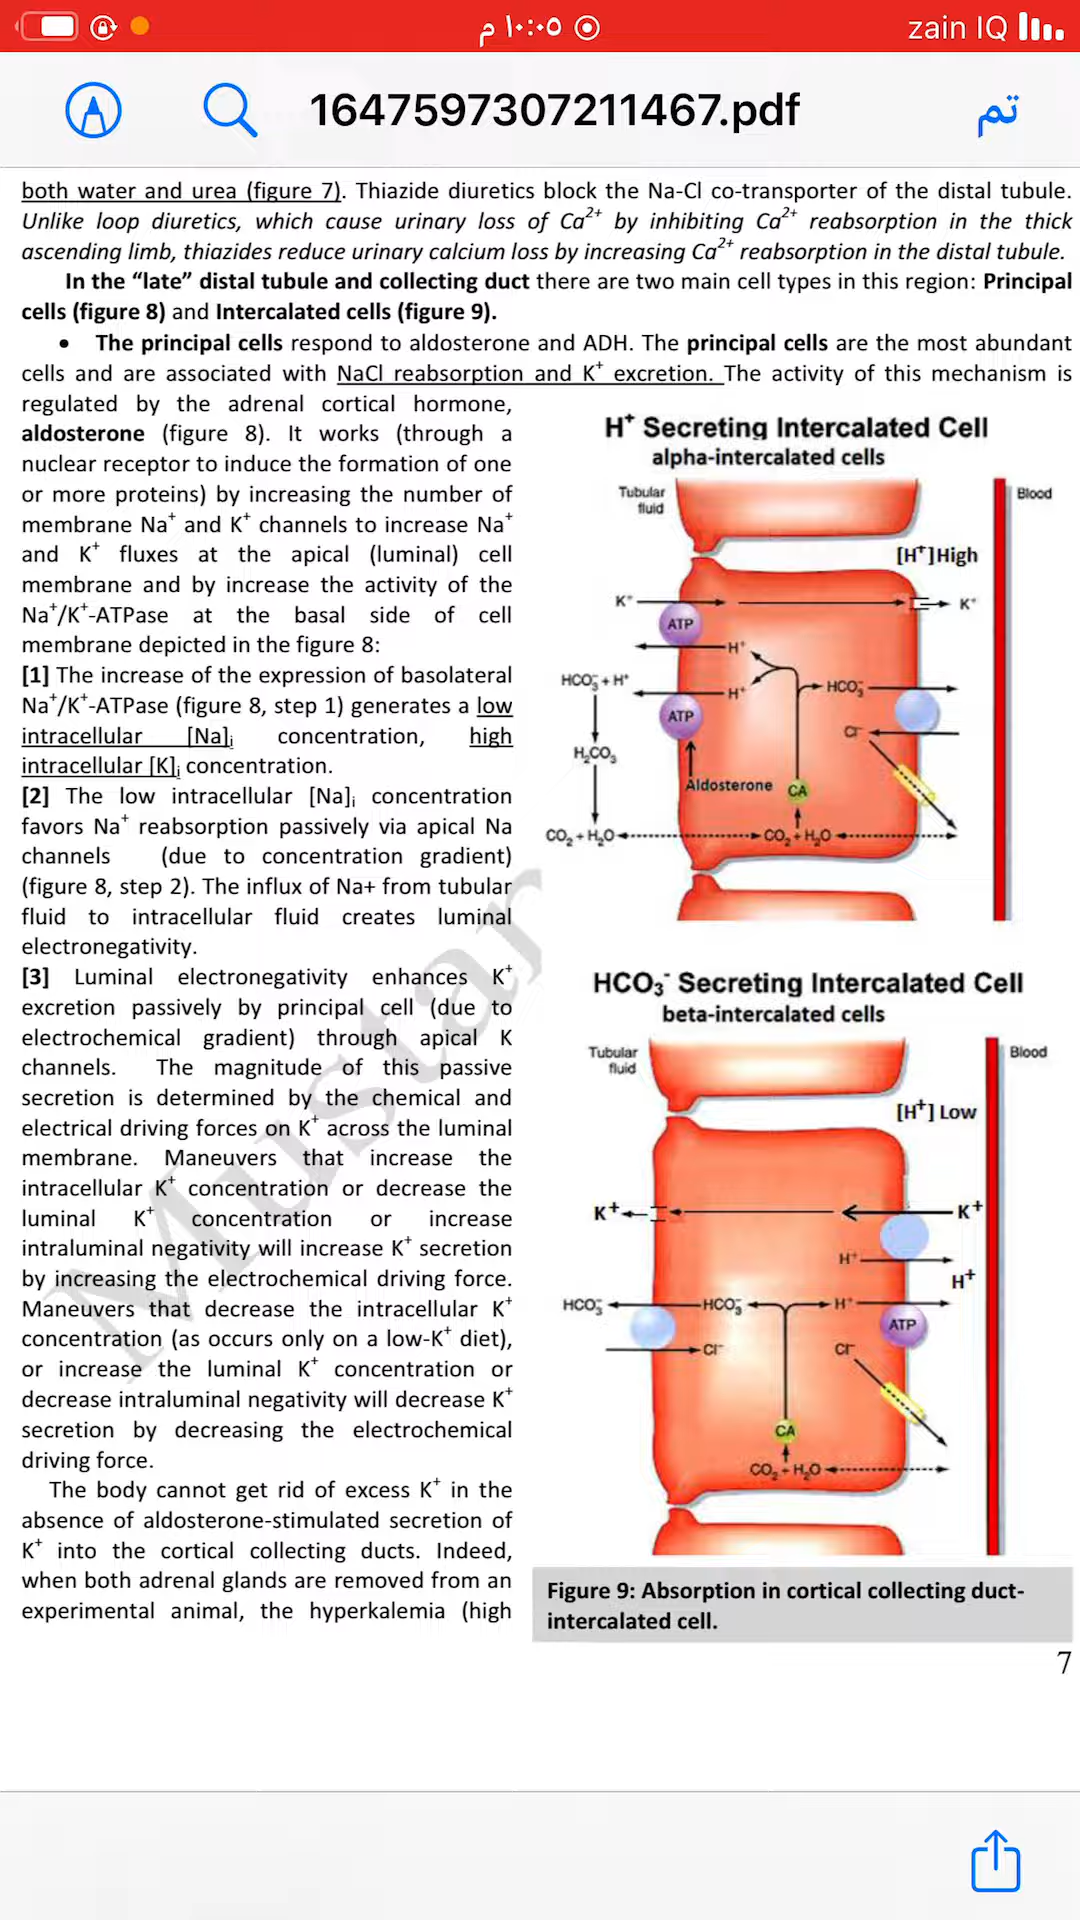 ١٠:٠٥ م
zain IQ
1647597307211467.pdf
تم
both water and urea (figure 7). Thiazide diuretics block the Na-Cl co-transporter of the distal tubule.
Unlike loop diuretics, which cause urinary loss of Ca²⁺ by inhibiting Ca²⁺ reabsorption in the thick
ascending limb, thiazides reduce urinary calcium loss by increasing Ca²⁺ reabsorption in the distal tubule.
In the “late” distal tubule and collecting duct there are two main cell types in this region: Principal
cells (figure 8) and Intercalated cells (figure 9).
• The principal cells respond to aldosterone and ADH. The principal cells are the most abundant
cells and are associated with NaCl reabsorption and K⁺ excretion. The activity of this mechanism is
regulated by the adrenal cortical hormone,
aldosterone (figure 8). It works (through a
nuclear receptor to induce the formation of one
or more proteins) by increasing the number of
membrane Na⁺ and K⁺ channels to increase Na⁺
and K⁺ fluxes at the apical (luminal) cell
membrane and by increase the activity of the
Na⁺/K⁺-ATPase at the basal side of cell
membrane depicted in the figure 8:
[1] The increase of the expression of basolateral
Na⁺/K⁺-ATPase (figure 8, step 1) generates a low
intracellular [Na]ᵢ concentration, high
intracellular [K]ᵢ concentration.
[2] The low intracellular [Na]ᵢ concentration
favors Na⁺ reabsorption passively via apical Na
channels (due to concentration gradient)
(figure 8, step 2). The influx of Na+ from tubular
fluid to intracellular fluid creates luminal
electronegativity.
[3] Luminal electronegativity enhances K⁺
excretion passively by principal cell (due to
electrochemical gradient) through apical K
channels. The magnitude of this passive
secretion is determined by the chemical and
electrical driving forces on K⁺ across the luminal
membrane. Maneuvers that increase the
intracellular K⁺ concentration or decrease the
luminal K⁺ concentration or increase
intraluminal negativity will increase K⁺ secretion
by increasing the electrochemical driving force.
Maneuvers that decrease the intracellular K⁺
concentration (as occurs only on a low-K⁺ diet),
or increase the luminal K⁺ concentration or
decrease intraluminal negativity will decrease K⁺
secretion by decreasing the electrochemical
driving force.
The body cannot get rid of excess K⁺ in the
absence of aldosterone-stimulated secretion of
K⁺ into the cortical collecting ducts. Indeed,
when both adrenal glands are removed from an
experimental animal, the hyperkalemia (high
H⁺ Secreting Intercalated Cell
alpha-intercalated cells
Tubular
fluid
Blood
[H⁺]High
K⁺
K⁺
ATP
H⁺
HCO₃⁻ + H⁺
HCO₃⁻
H⁺
ATP
Cl⁻
H₂CO₃
Aldosterone
CA
CO₂ + H₂O
CO₂ + H₂O
HCO₃⁻ Secreting Intercalated Cell
beta-intercalated cells
Tubular
fluid
Blood
[H⁺] Low
K⁺
K⁺
H⁺
H⁺
HCO₃⁻
HCO₃⁻
H⁺
ATP
Cl⁻
Cl⁻
CA
CO₂ + H₂O
Figure 9: Absorption in cortical collecting duct-
intercalated cell.
7